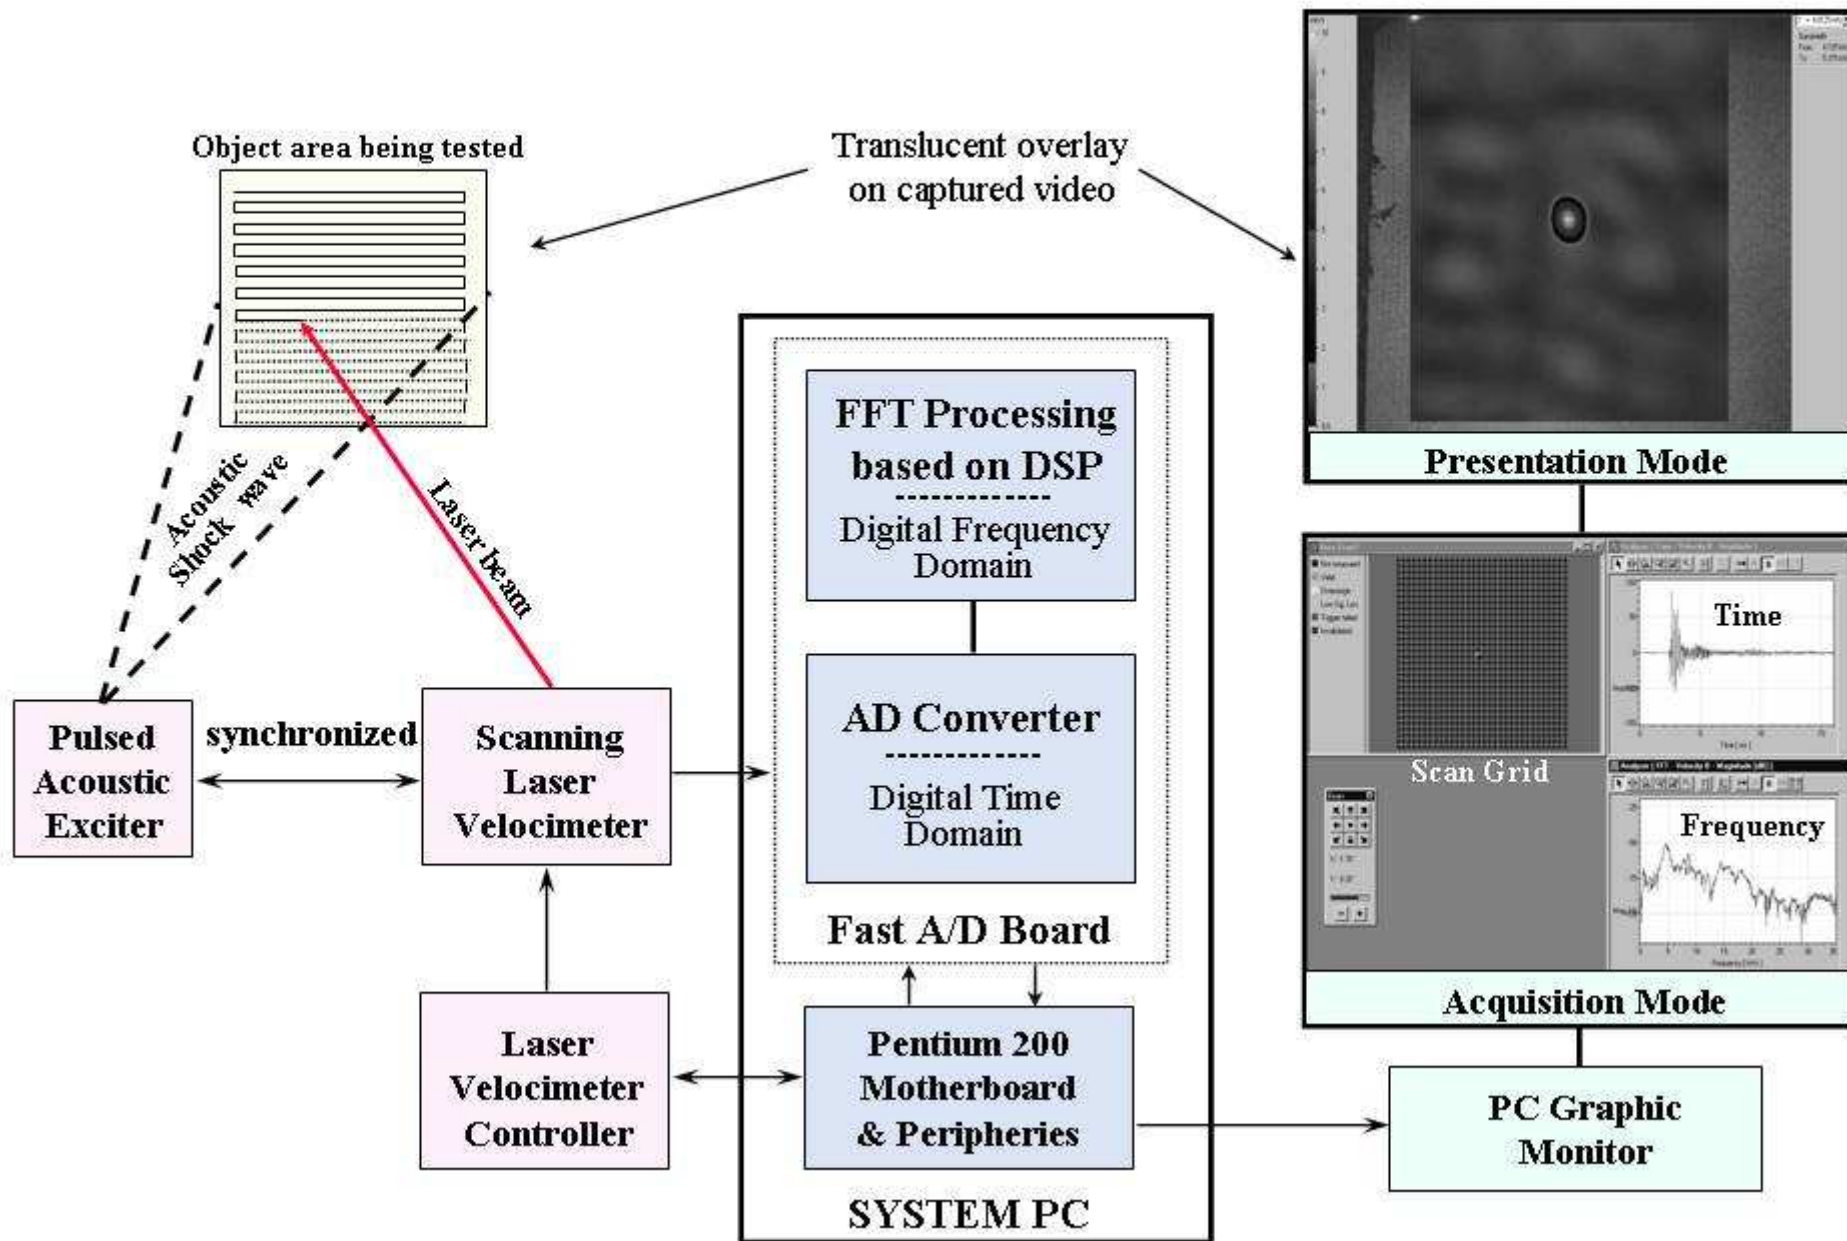 Object area being tested
Translucent overlay
on captured video
Acoustic
Shock wave
Laser beam
Pulsed
Acoustic
Exciter
synchronized
Scanning
Laser
Velocimeter
Laser
Velocimeter
Controller
FFT Processing
based on DSP
Digital Frequency
Domain
AD Converter
Digital Time
Domain
Fast A/D Board
Pentium 200
Motherboard
& Peripheries
SYSTEM PC
Presentation Mode
Time
Scan Grid
Frequency
Acquisition Mode
PC Graphic
Monitor